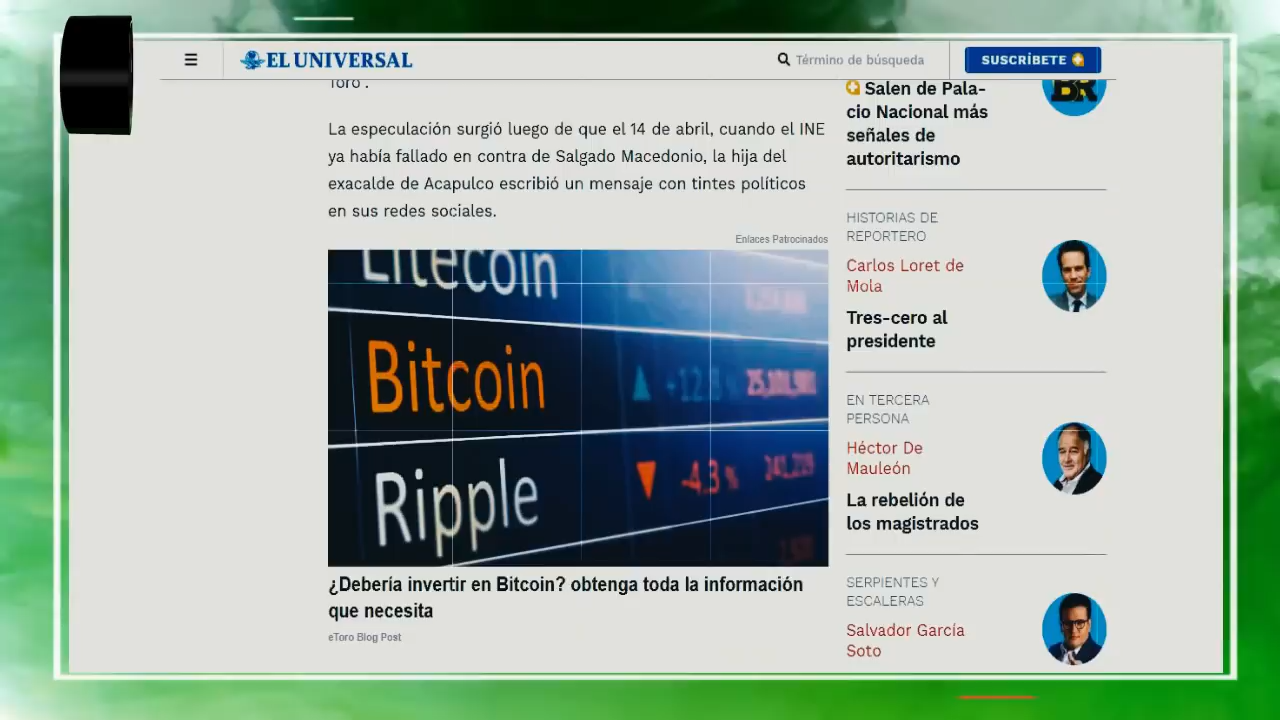 EL UNIVERSAL
Término de búsqueda
SUSCRÍBETE
Toro".
La especulación surgió luego de que el 14 de abril, cuando el INE
ya había fallado en contra de Salgado Macedonio, la hija del
exacalde de Acapulco escribió un mensaje con tintes políticos
en sus redes sociales.
Enlaces Patrocinados
Litecoin
Bitcoin
Ripple
-4.3 %
¿Debería invertir en Bitcoin? obtenga toda la información
que necesita
eToro Blog Post
Salen de Pala-
cio Nacional más
señales de
autoritarismo
BR
HISTORIAS DE
REPORTERO
Carlos Loret de
Mola
Tres-cero al
presidente
EN TERCERA
PERSONA
Héctor De
Mauleón
La rebelión de
los magistrados
SERPIENTES Y
ESCALERAS
Salvador García
Soto